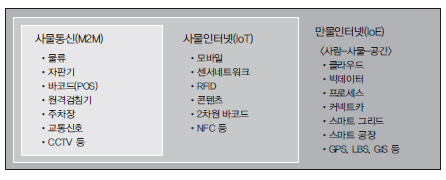 사물통신(M2M)
• 물류
• 자판기
• 바코드(POS)
• 원격검침기
• 주차장
• 교통신호
• CCTV 등
사물인터넷(IoT)
• 모바일
• 센서네트워크
• RFID
• 콘텐츠
• 2차원 바코드
• NFC 등
만물인터넷(IoE)
〈사람-사물-공간〉
• 클라우드
• 빅데이터
• 프로세스
• 커넥트카
• 스마트 그리드
• 스마트 공장
• GPS, LBS, GIS 등